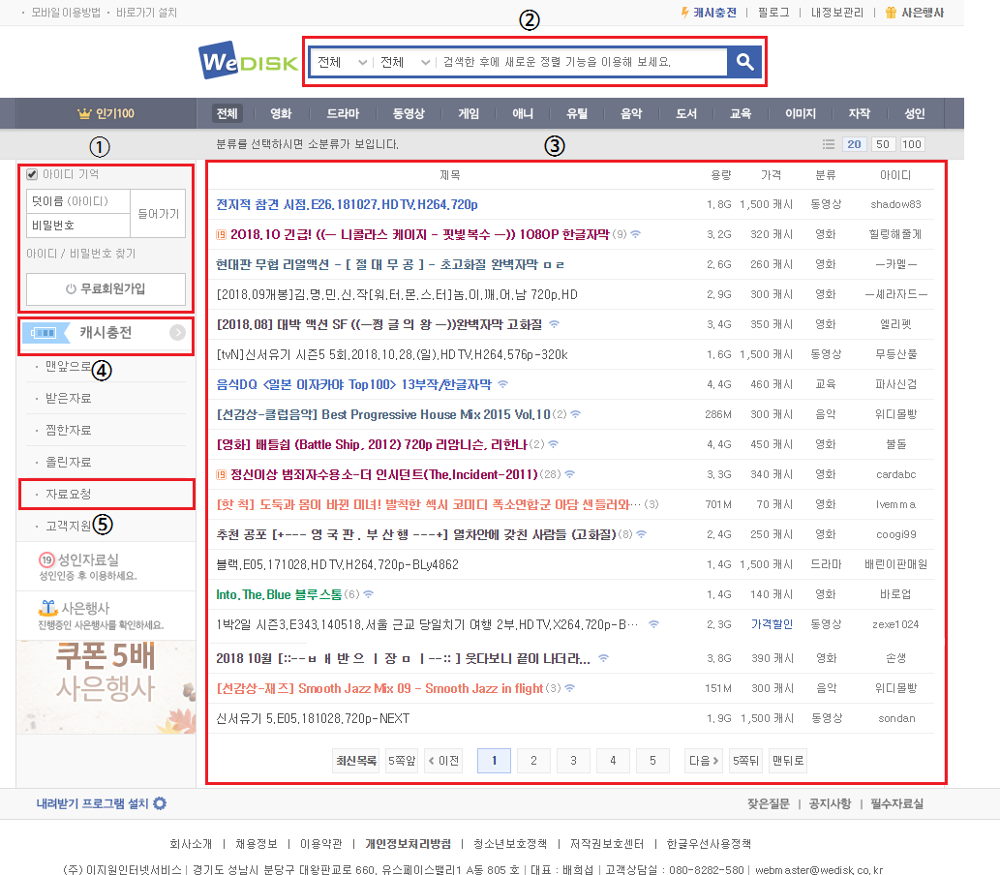 · 모바일 이용방법 · 바로가기 설치 캐시충전 | 필로그 | 내정보관리 | 사은행사
②
WeDISK 전체 전체 검색한 후에 새로운 정렬 기능을 이용해 보세요.
인기100 전체 영화 드라마 동영상 게임 애니 유틸 음악 도서 교육 이미지 자작 성인
① 분류를 선택하시면 소분류가 보입니다. ③ 20 50 100
아이디 기억
덧이름 (아이디)
비밀번호
들어가기
아이디 / 비밀번호 찾기
무료회원가입
캐시충전
· 맨앞으로 ④
· 받은자료
· 찜한자료
· 올린자료
· 자료요청
· 고객지원 ⑤
19 성인자료실
성인인증 후 이용하세요.
사은행사
진행중인 사은행사를 확인하세요.
쿠폰 5배
사은행사
제목 용량 가격 분류 아이디
전지적 참견 시점.E26.181027.HDTV.H264.720p 1.8G 1,500 캐시 동영상 shadow83
19 2018.10 긴급! ((ㅡ 니콜라스 케이지 - 핏빛복수 ㅡ)) 1080P 한글자막 (9) 3.2G 320 캐시 영화 힐링해줄게
현대판 무협 리얼액션 - [ 절 대 무 공 ] - 초고화질 완벽자막 ㅁㄹ 2.6G 260 캐시 영화 ㅡ카멜ㅡ
[2018.09개봉]김.명.민.신.작[워.터.몬.스.터]놈.이.깨.어.남 720p.HD 2.9G 300 캐시 영화 ㅡ세라자드ㅡ
[2018.08] 대박 액션 SF ((ㅡ쩡 글 의 왕 ㅡ))완벽자막 고화질 3.4G 350 캐시 영화 엘리펫
[tvN]신서유기 시즌5 5회.2018.10.28.(일).HDTV.H264.576p-320k 1.6G 1,500 캐시 동영상 무등산풀
음식DQ <일본 이자카야 Top100> 13부작/한글자막 4.4G 460 캐시 교육 파사신검
[선감상-클럽음악] Best Progressive House Mix 2015 Vol.10 (2) 286M 300 캐시 음악 위디몰빵
[영화] 배틀쉽 (Battle Ship, 2012) 720p 리암니슨, 리한나 (2) 4.4G 450 캐시 영화 볼돌
19 정신이상 범죄자수용소-더 인시던트(The.Incident-2011) (28) 3.3G 340 캐시 영화 cardabc
[핫 척] 도둑과 몸이 바뀐 미녀! 발칙한 섹시 코미디 폭소연합군 아담 샌들러와… (3) 701M 70 캐시 영화 lvemma
추천 공포 [+--- 영 국 판 . 부 산 행 ---+] 열차안에 갖친 사람들 (고화질) (8) 2.4G 250 캐시 영화 coogi99
블랙.E05.171028.HDTV.H264.720p-BLy4862 1.4G 1,500 캐시 드라마 배린이판매원
Into.The.Blue 블루스톰 (6) 1.4G 140 캐시 영화 바로업
1박2일 시즌3.E343.140518.서울 근교 당일치기 여행 2부.HDTV.X264.720p-B… 2.3G 가격할인 동영상 zexe1024
2018 10월 [::--ㅂ ㅐ 반 으 ㅣ 장 ㅁ ㅣ--:: ] 웃다보니 끝이 나더라... 3.8G 390 캐시 영화 손생
[선감상-재즈] Smooth Jazz Mix 09 - Smooth Jazz in flight (3) 151M 300 캐시 음악 위디몰빵
신서유기 5.E05.181028.720p-NEXT 1.9G 1,500 캐시 동영상 sondan
최신목록 5쪽앞 < 이전 1 2 3 4 5 다음 > 5쪽뒤 맨뒤로
내려받기 프로그램 설치 잦은질문 | 공지사항 | 필수자료실
회사소개 | 채용정보 | 이용약관 | 개인정보처리방침 | 청소년보호정책 | 저작권보호센터 | 한글우선사용정책
(주) 이지원인터넷서비스 | 경기도 성남시 분당구 대왕판교로 660, 유스페이스밸리1 A동 805 호 | 대표 : 배희섭 | 고객상담실 : 080-8282-580 | webmaster@wedisk.co.kr